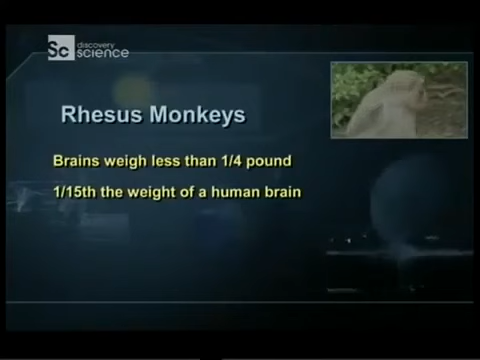 Sc discovery
science
Rhesus Monkeys
Brains weigh less than 1/4 pound
1/15th the weight of a human brain